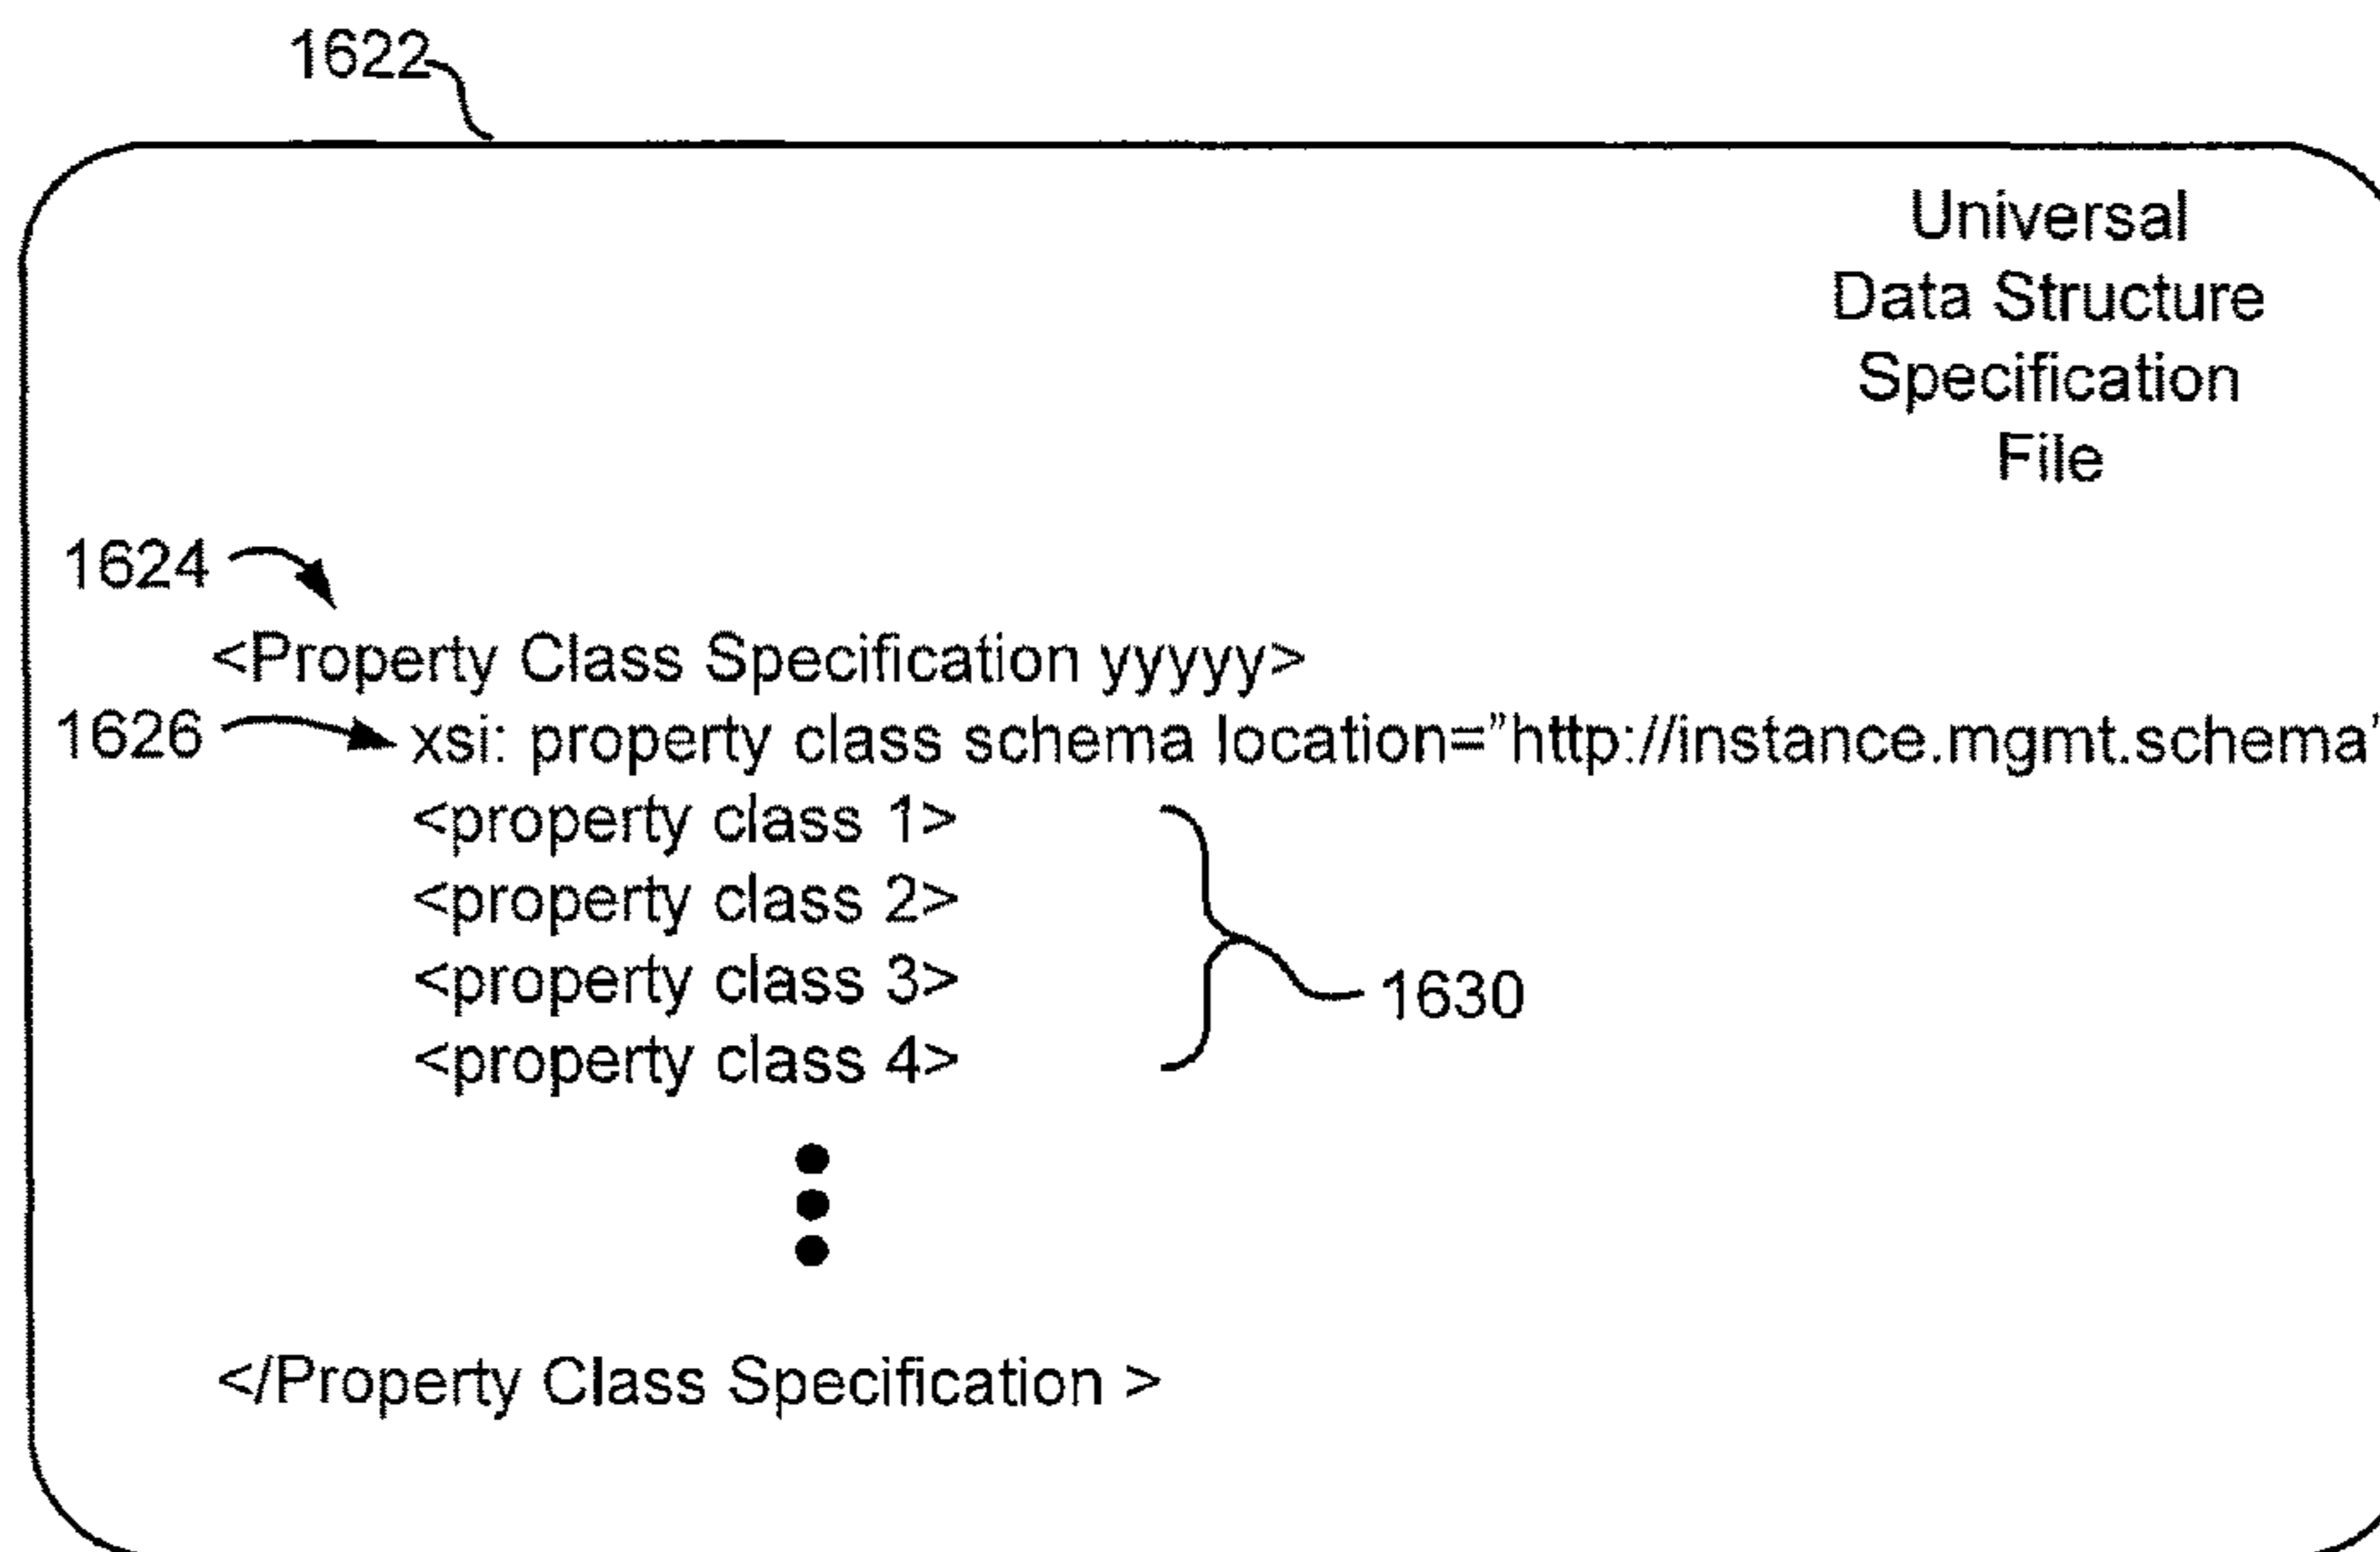 1622
Universal
Data Structure
Specification
File
1624
<Property Class Specification yyyyy>
1626
xsi: property class schema location="http://instance.mgmt.schema"
<property class 1>
<property class 2>
<property class 3>
<property class 4>
1630
</Property Class Specification >